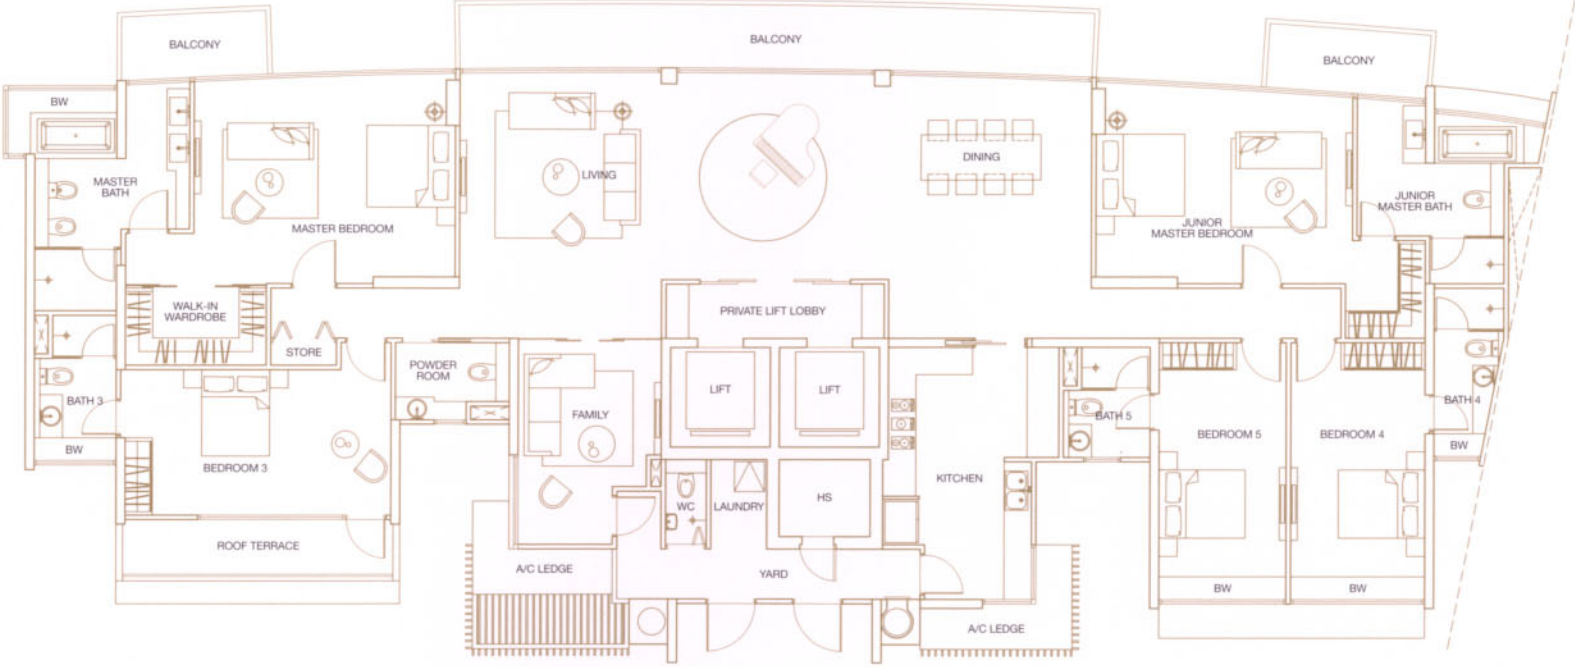 BALCONY
BALCONY
BALCONY
BW
MASTER
BATH
LIVING
DINING
MASTER BEDROOM
JUNIOR
MASTER BEDROOM
JUNIOR
MASTER BATH
WALK-IN
WARDROBE
PRIVATE LIFT LOBBY
STORE
POWDER
ROOM
LIFT
LIFT
BATH 3
FAMILY
BATH 5
BATH 4
BW
BEDROOM 3
BEDROOM 5
BEDROOM 4
BW
KITCHEN
WC
LAUNDRY
HS
ROOF TERRACE
A/C LEDGE
YARD
BW
BW
A/C LEDGE